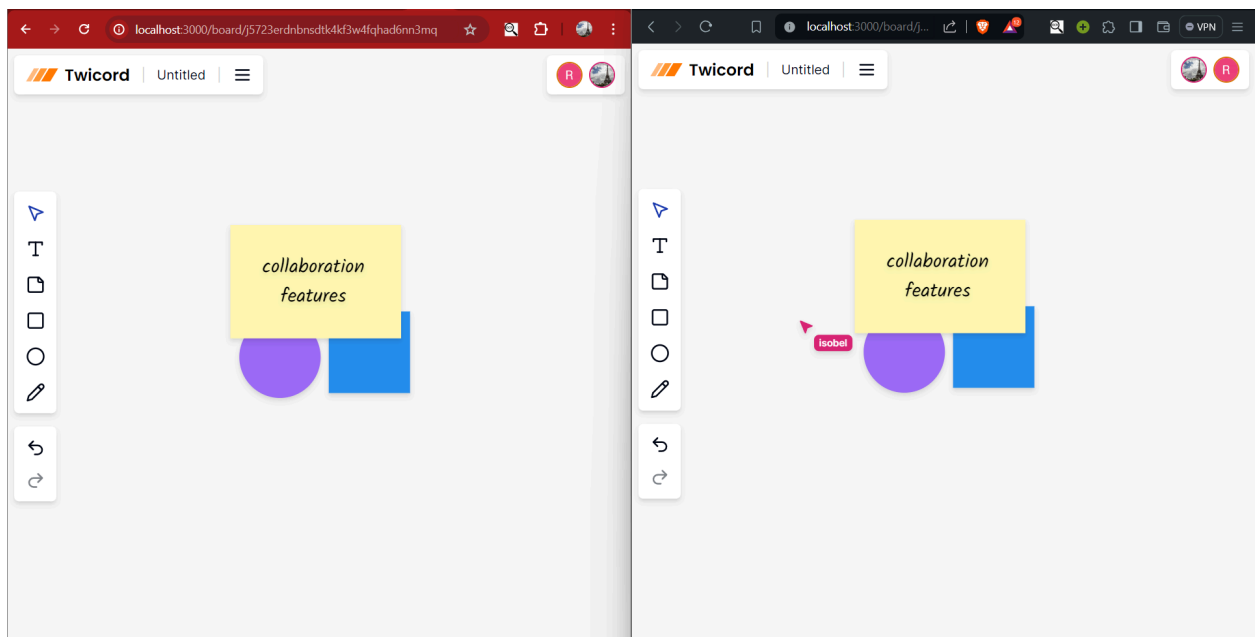 localhost:3000/board/j5723erdnbnsdtk4kf3w4fqhad6nn3mq
Twicord
Untitled
R
T
collaboration
features
localhost:3000/board/j...
VPN
Twicord
Untitled
R
T
collaboration
features
isobel